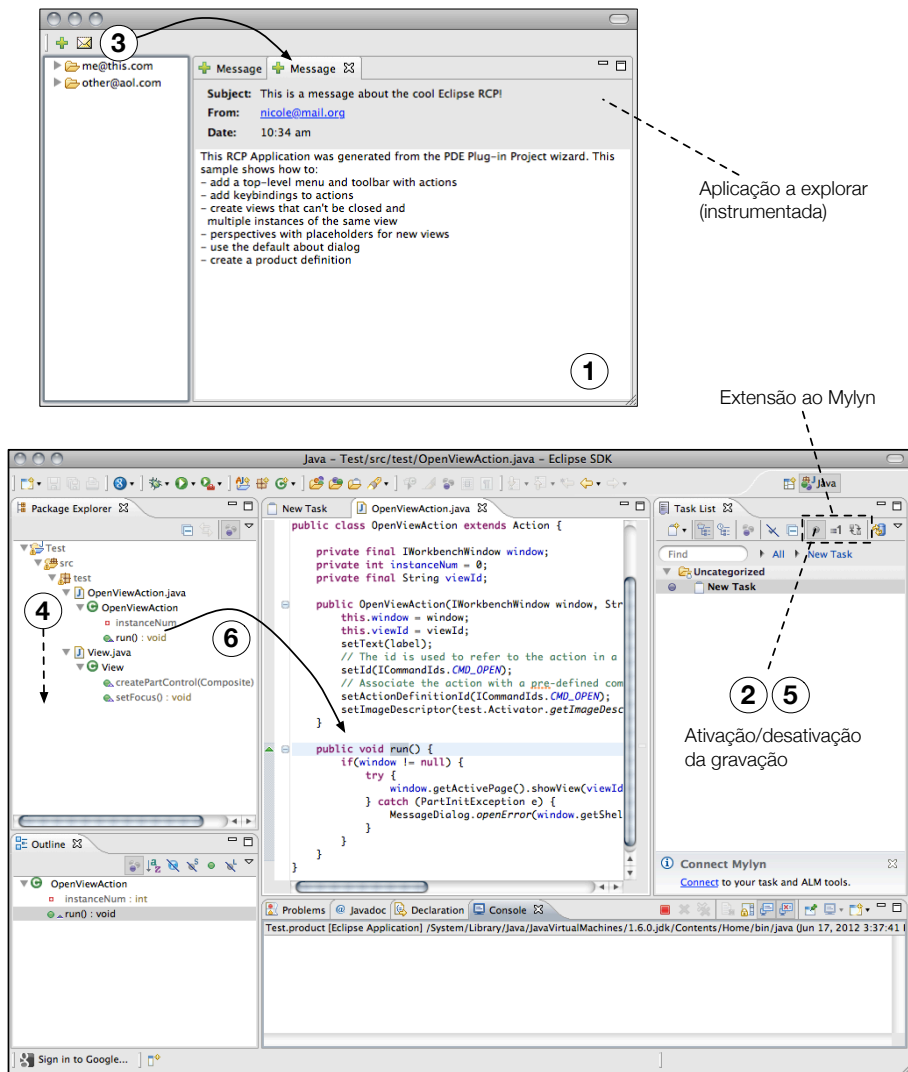 3
me@this.com
other@aol.com
Message
Message
Subject: This is a message about the cool Eclipse RCP!
From: nicole@mail.org
Date: 10:34 am
This RCP Application was generated from the PDE Plug-in Project wizard. This
sample shows how to:
- add a top-level menu and toolbar with actions
- add keybindings to actions
- create views that can't be closed and
multiple instances of the same view
- perspectives with placeholders for new views
- use the default about dialog
- create a product definition
1
Aplicação a explorar
(instrumentada)
Extensão ao Mylyn
Java – Test/src/test/OpenViewAction.java – Eclipse SDK
Java
Package Explorer
Test
src
test
OpenViewAction.java
OpenViewAction
instanceNum
run() : void
View.java
View
createPartControl(Composite)
setFocus() : void
4
6
New Task
OpenViewAction.java
public class OpenViewAction extends Action {
private final IWorkbenchWindow window;
private int instanceNum = 0;
private final String viewId;
public OpenViewAction(IWorkbenchWindow window, Str
this.window = window;
this.viewId = viewId;
setText(label);
// The id is used to refer to the action in a
setId(ICommandIds.CMD_OPEN);
// Associate the action with a pre-defined com
setActionDefinitionId(ICommandIds.CMD_OPEN);
setImageDescriptor(test.Activator.getImageDesc
}
public void run() {
if(window != null) {
try {
window.getActivePage().showView(viewId
} catch (PartInitException e) {
MessageDialog.openError(window.getShel
}
}
}
}
Task List
Find
All
New Task
Uncategorized
New Task
2 5
Ativação/desativação
da gravação
Connect Mylyn
Connect to your task and ALM tools.
Outline
OpenViewAction
instanceNum : int
run() : void
Problems @ Javadoc Declaration Console
Test.product [Eclipse Application] /System/Library/Java/JavaVirtualMachines/1.6.0.jdk/Contents/Home/bin/java (Jun 17, 2012 3:37:41
Sign in to Google...